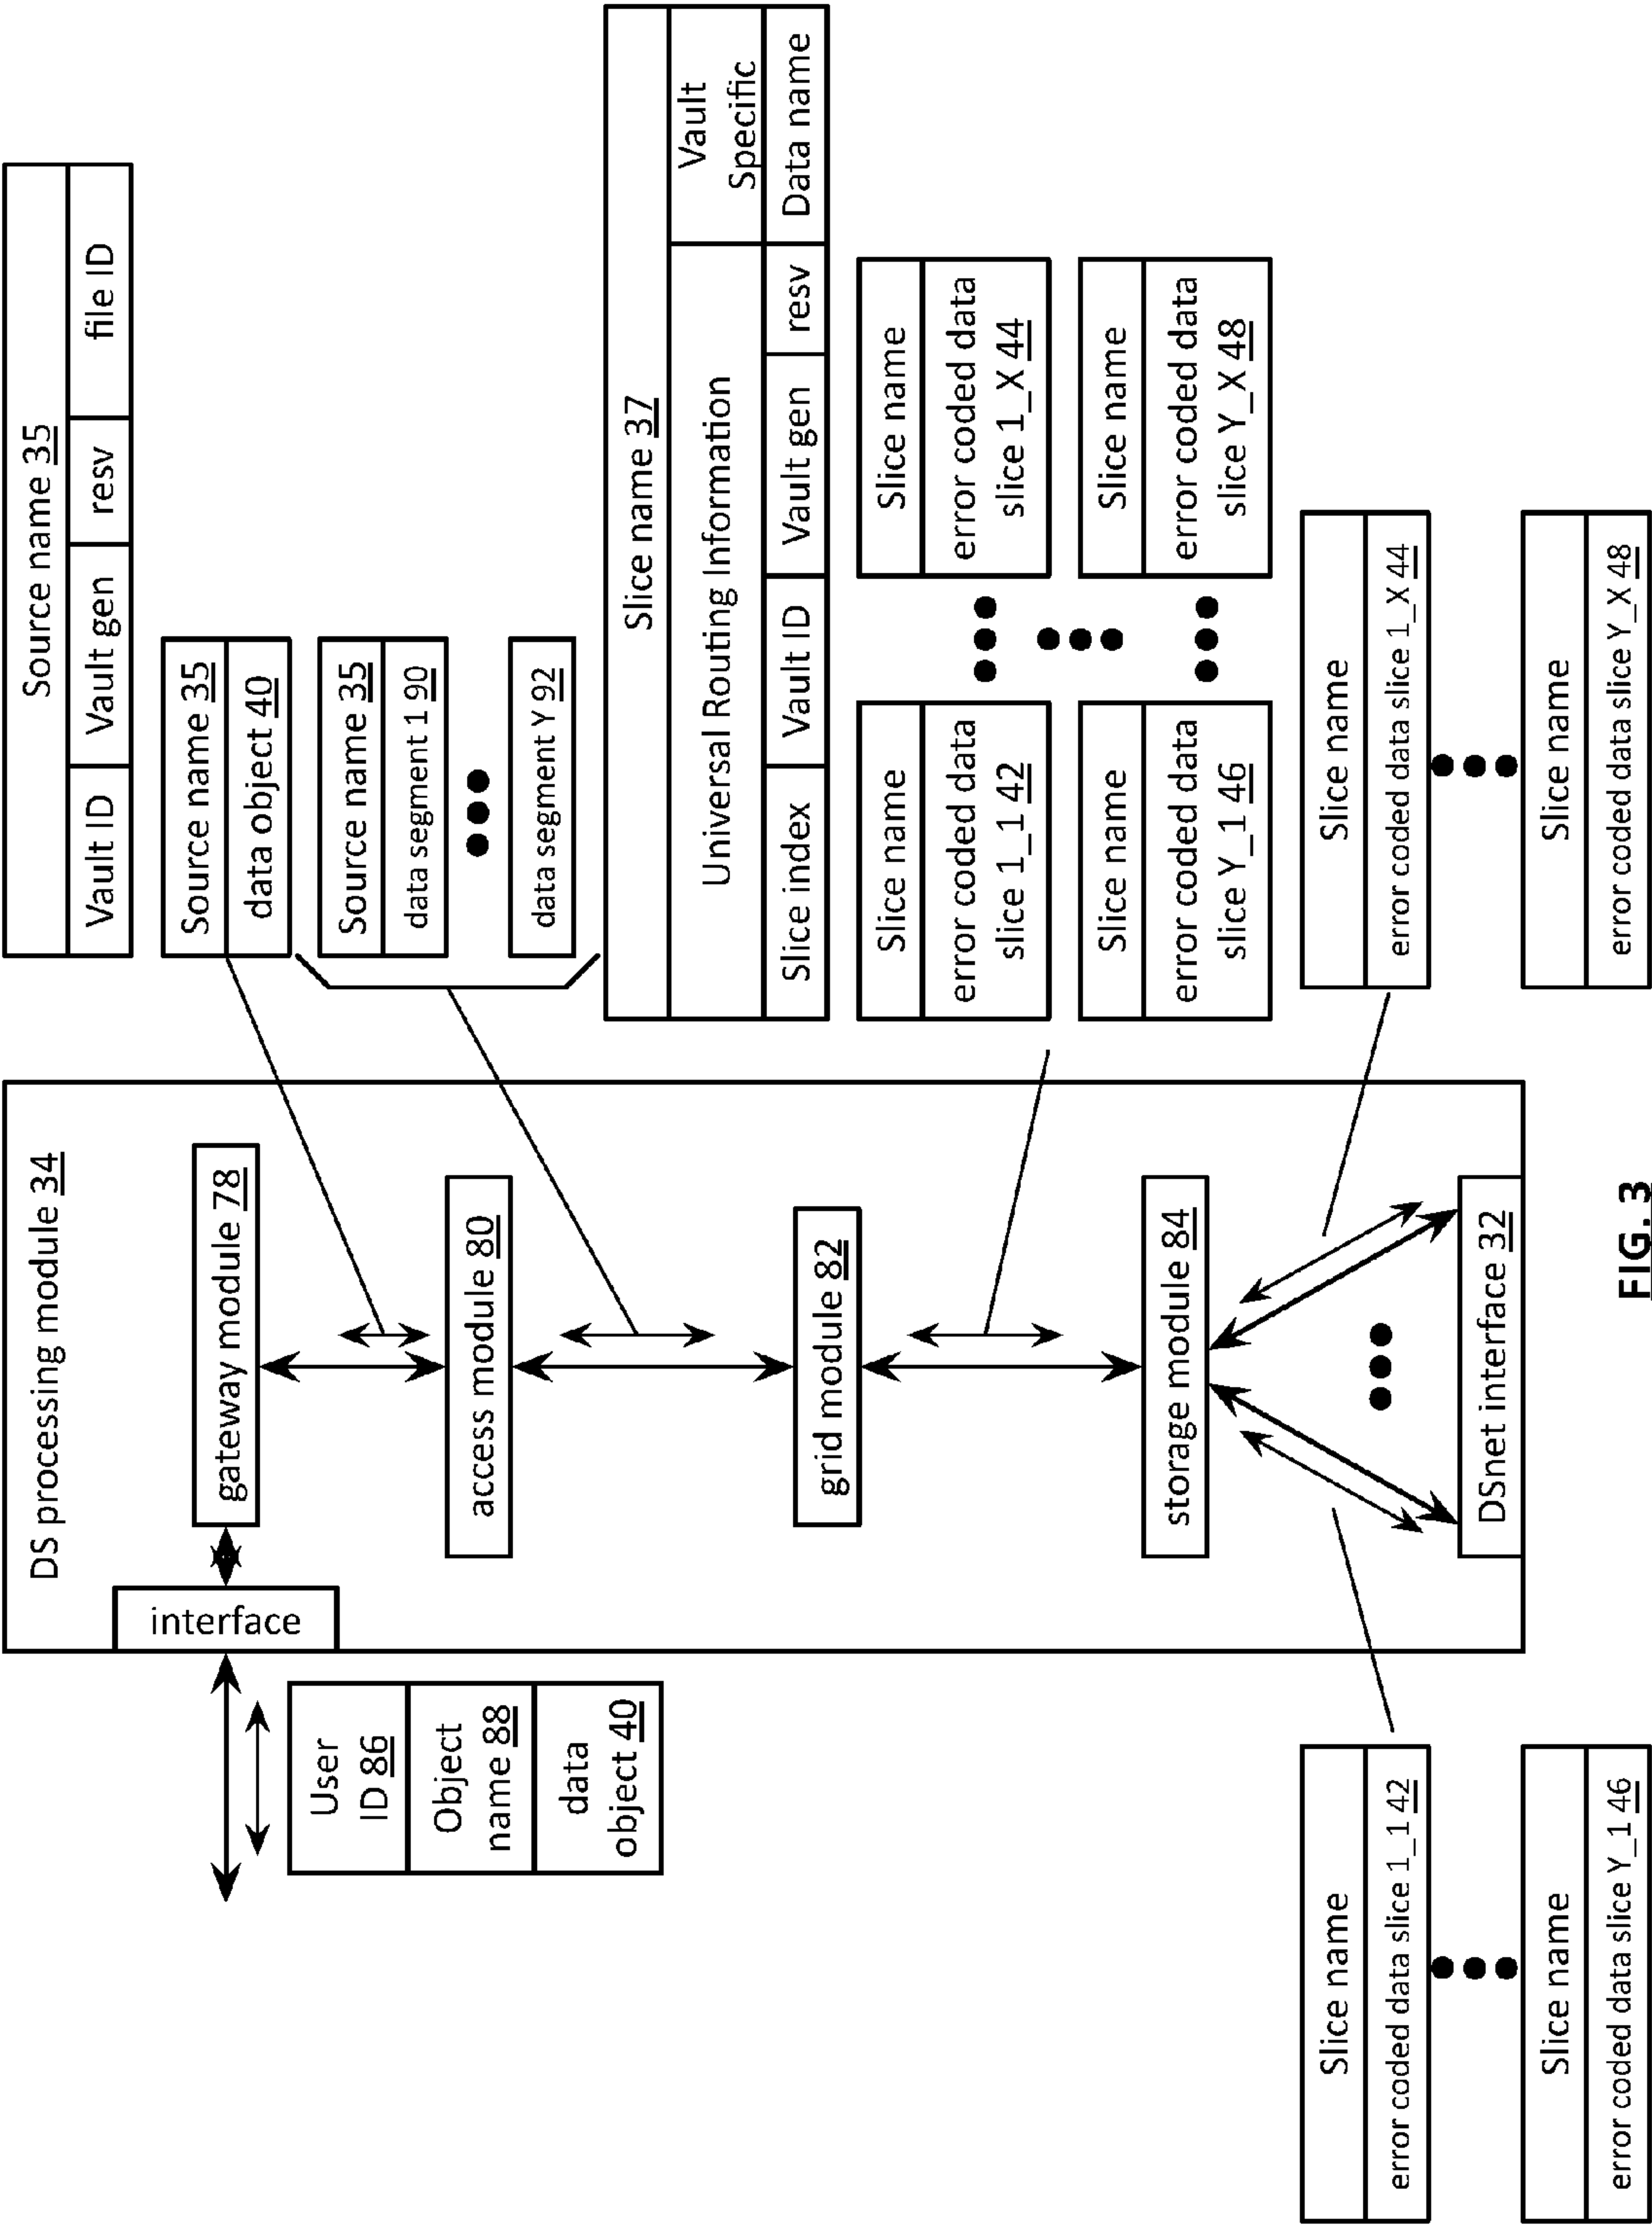 DS processing module 34
interface
gateway module 78
access module 80
grid module 82
storage module 84
DSnet interface 32
User
ID 86
Object
name 88
data
object 40
Source name 35
Vault ID
Vault gen
resv
file ID
Source name 35
data object 40
Source name 35
data segment 1 90
data segment Y 92
Slice name 37
Universal Routing Information
Vault
Specific
Slice index
Vault ID
Vault gen
resv
Data name
Slice name
error coded data
slice 1_1 42
Slice name
error coded data
slice 1_X 44
Slice name
error coded data
slice Y_1 46
Slice name
error coded data
slice Y_X 48
Slice name
error coded data slice 1_1 42
Slice name
error coded data slice Y_1 46
Slice name
error coded data slice 1_X 44
Slice name
error coded data slice Y_X 48
FIG. 3